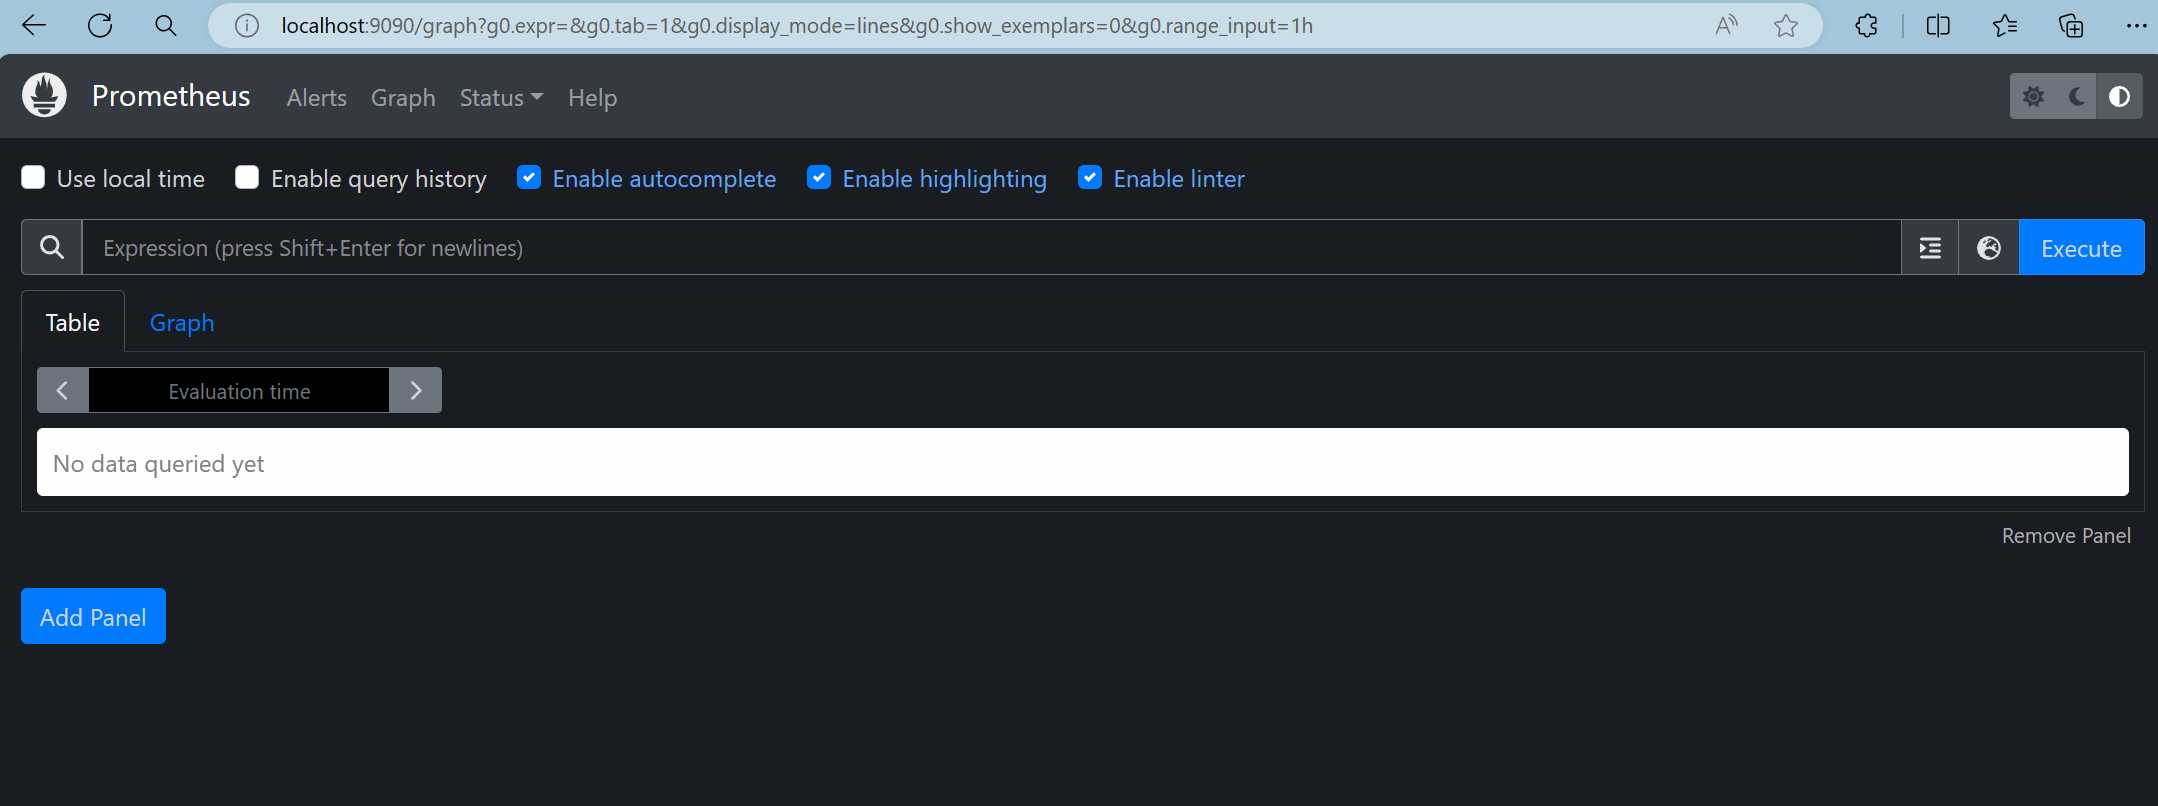 localhost:9090/graph?g0.expr=&g0.tab=1&g0.display_mode=lines&g0.show_exemplars=0&g0.range_input=1h
Prometheus Alerts Graph Status Help
Use local time Enable query history Enable autocomplete Enable highlighting Enable linter
Expression (press Shift+Enter for newlines) Execute
Table Graph
Evaluation time
No data queried yet
Remove Panel
Add Panel